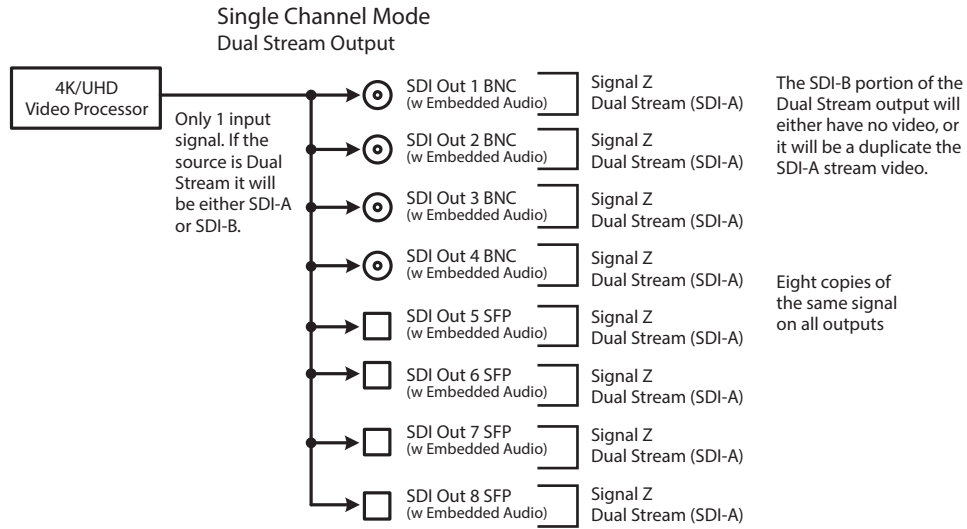 Single Channel Mode
Dual Stream Output
4K/UHD
Video Processor
Only 1 input
signal. If the
source is Dual
Stream it will
be either SDI-A
or SDI-B.
SDI Out 1 BNC
(w Embedded Audio)
Signal Z
Dual Stream (SDI-A)
SDI Out 2 BNC
(w Embedded Audio)
Signal Z
Dual Stream (SDI-A)
SDI Out 3 BNC
(w Embedded Audio)
Signal Z
Dual Stream (SDI-A)
SDI Out 4 BNC
(w Embedded Audio)
Signal Z
Dual Stream (SDI-A)
SDI Out 5 SFP
(w Embedded Audio)
Signal Z
Dual Stream (SDI-A)
SDI Out 6 SFP
(w Embedded Audio)
Signal Z
Dual Stream (SDI-A)
SDI Out 7 SFP
(w Embedded Audio)
Signal Z
Dual Stream (SDI-A)
SDI Out 8 SFP
(w Embedded Audio)
Signal Z
Dual Stream (SDI-A)
The SDI-B portion of the
Dual Stream output will
either have no video, or
it will be a duplicate the
SDI-A stream video.
Eight copies of
the same signal
on all outputs